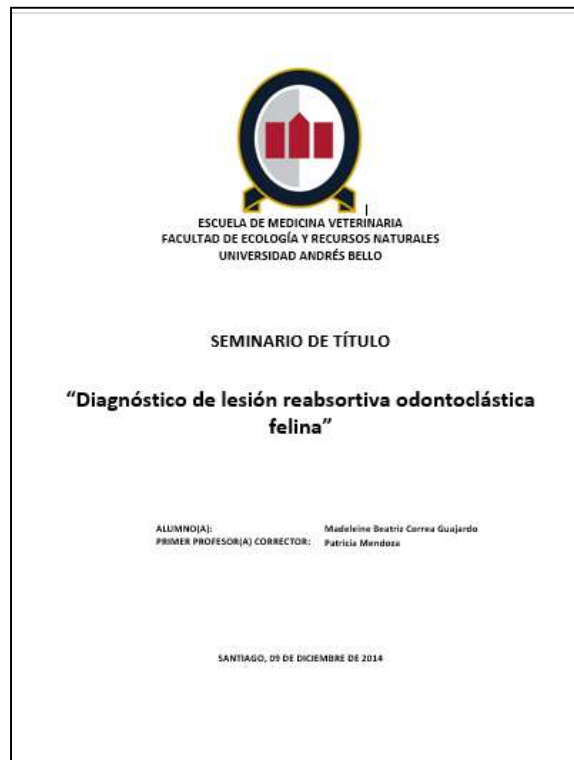 ESCUELA DE MEDICINA VETERINARIA
FACULTAD DE ECOLOGÍA Y RECURSOS NATURALES
UNIVERSIDAD ANDRÉS BELLO
SEMINARIO DE TÍTULO
“Diagnóstico de lesión reabsortiva odontoclástica
felina”
ALUMNO(A): Madeleine Beatriz Correa Guajardo
PRIMER PROFESOR(A) CORRECTOR: Patricia Mendoza
SANTIAGO, 09 DE DICIEMBRE DE 2014